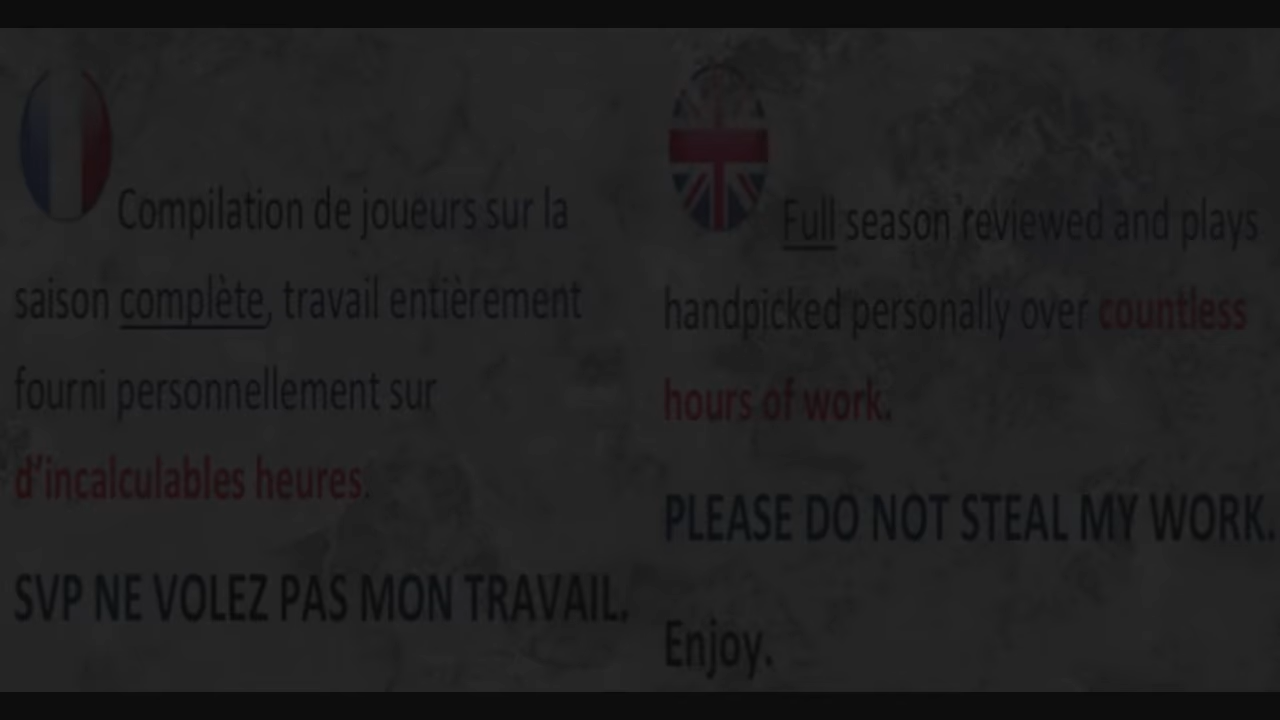 Compilation de joueurs sur la
saison complète, travail entièrement
fourni personnellement sur
d'incalculables heures.
SVP NE VOLEZ PAS MON TRAVAIL.
Full season reviewed and plays
handpicked personally over countless
hours of work.
PLEASE DO NOT STEAL MY WORK.
Enjoy.